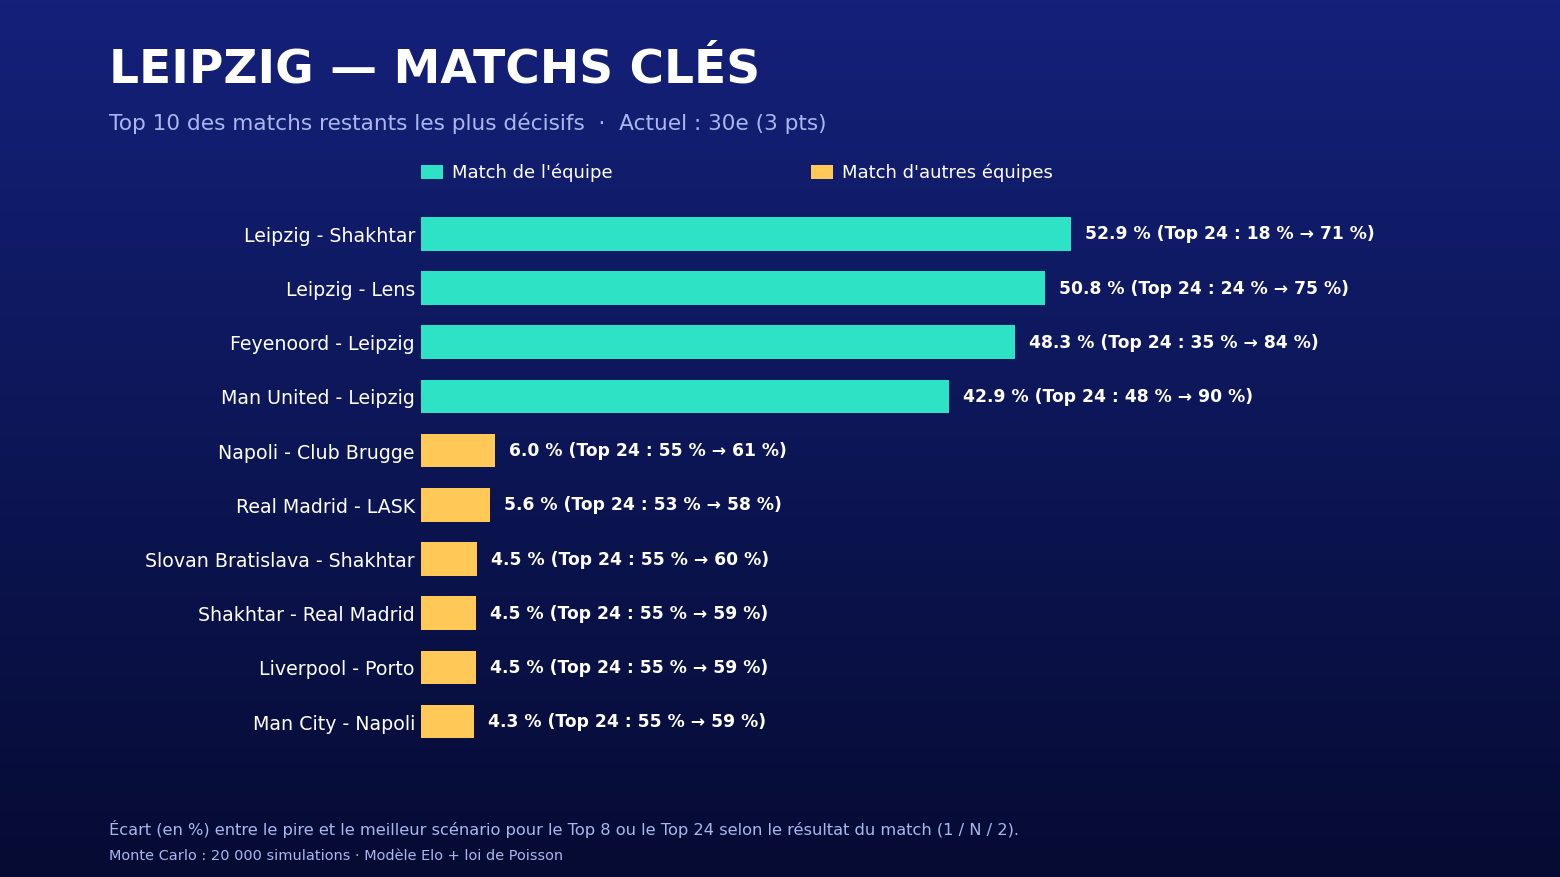 LEIPZIG — MATCHS CLÉS
Top 10 des matchs restants les plus décisifs · Actuel : 30e (3 pts)
Match de l'équipe
Match d'autres équipes
Leipzig - Shakhtar 52.9 % (Top 24 : 18 % → 71 %)
Leipzig - Lens 50.8 % (Top 24 : 24 % → 75 %)
Feyenoord - Leipzig 48.3 % (Top 24 : 35 % → 84 %)
Man United - Leipzig 42.9 % (Top 24 : 48 % → 90 %)
Napoli - Club Brugge 6.0 % (Top 24 : 55 % → 61 %)
Real Madrid - LASK 5.6 % (Top 24 : 53 % → 58 %)
Slovan Bratislava - Shakhtar 4.5 % (Top 24 : 55 % → 60 %)
Shakhtar - Real Madrid 4.5 % (Top 24 : 55 % → 59 %)
Liverpool - Porto 4.5 % (Top 24 : 55 % → 59 %)
Man City - Napoli 4.3 % (Top 24 : 55 % → 59 %)
Écart (en %) entre le pire et le meilleur scénario pour le Top 8 ou le Top 24 selon le résultat du match (1 / N / 2).
Monte Carlo : 20 000 simulations · Modèle Elo + loi de Poisson